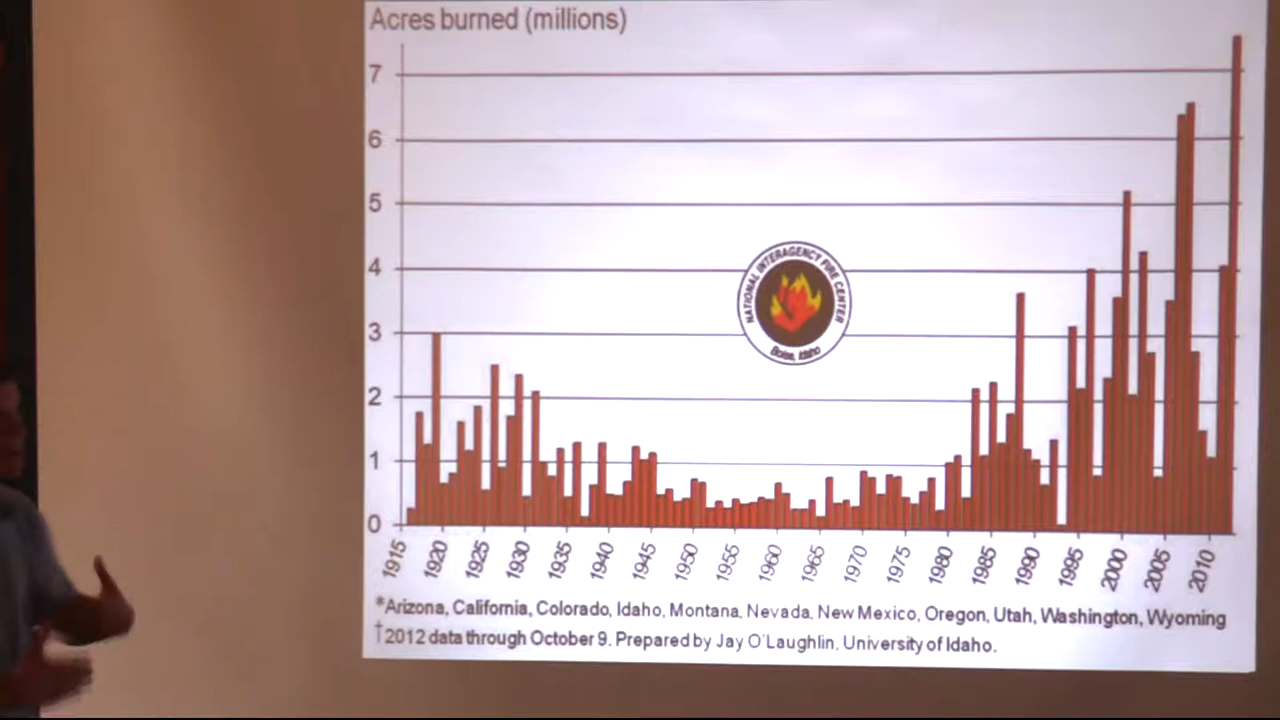 Acres burned (millions)
7
6
5
4
3
2
1
0
NATIONAL INTERAGENCY FIRE CENTER
Boise, Idaho
1915 1920 1925 1930 1935 1940 1945 1950 1955 1960 1965 1970 1975 1980 1985 1990 1995 2000 2005 2010
*Arizona, California, Colorado, Idaho, Montana, Nevada, New Mexico, Oregon, Utah, Washington, Wyoming
†2012 data through October 9. Prepared by Jay O'Laughlin, University of Idaho.